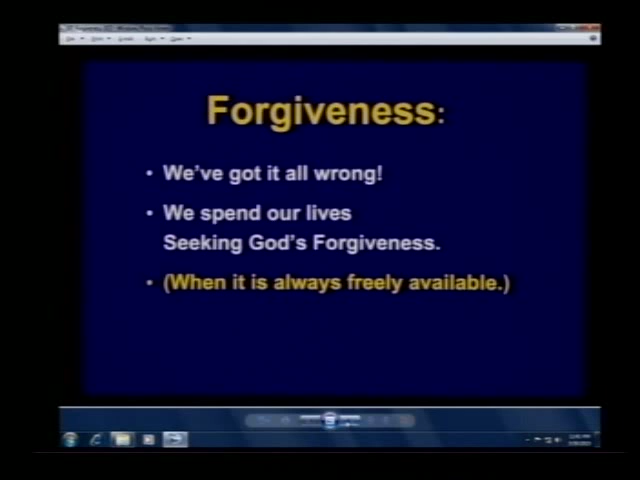 Forgiveness:
• We've got it all wrong!
• We spend our lives
Seeking God's Forgiveness.
• (When it is always freely available.)